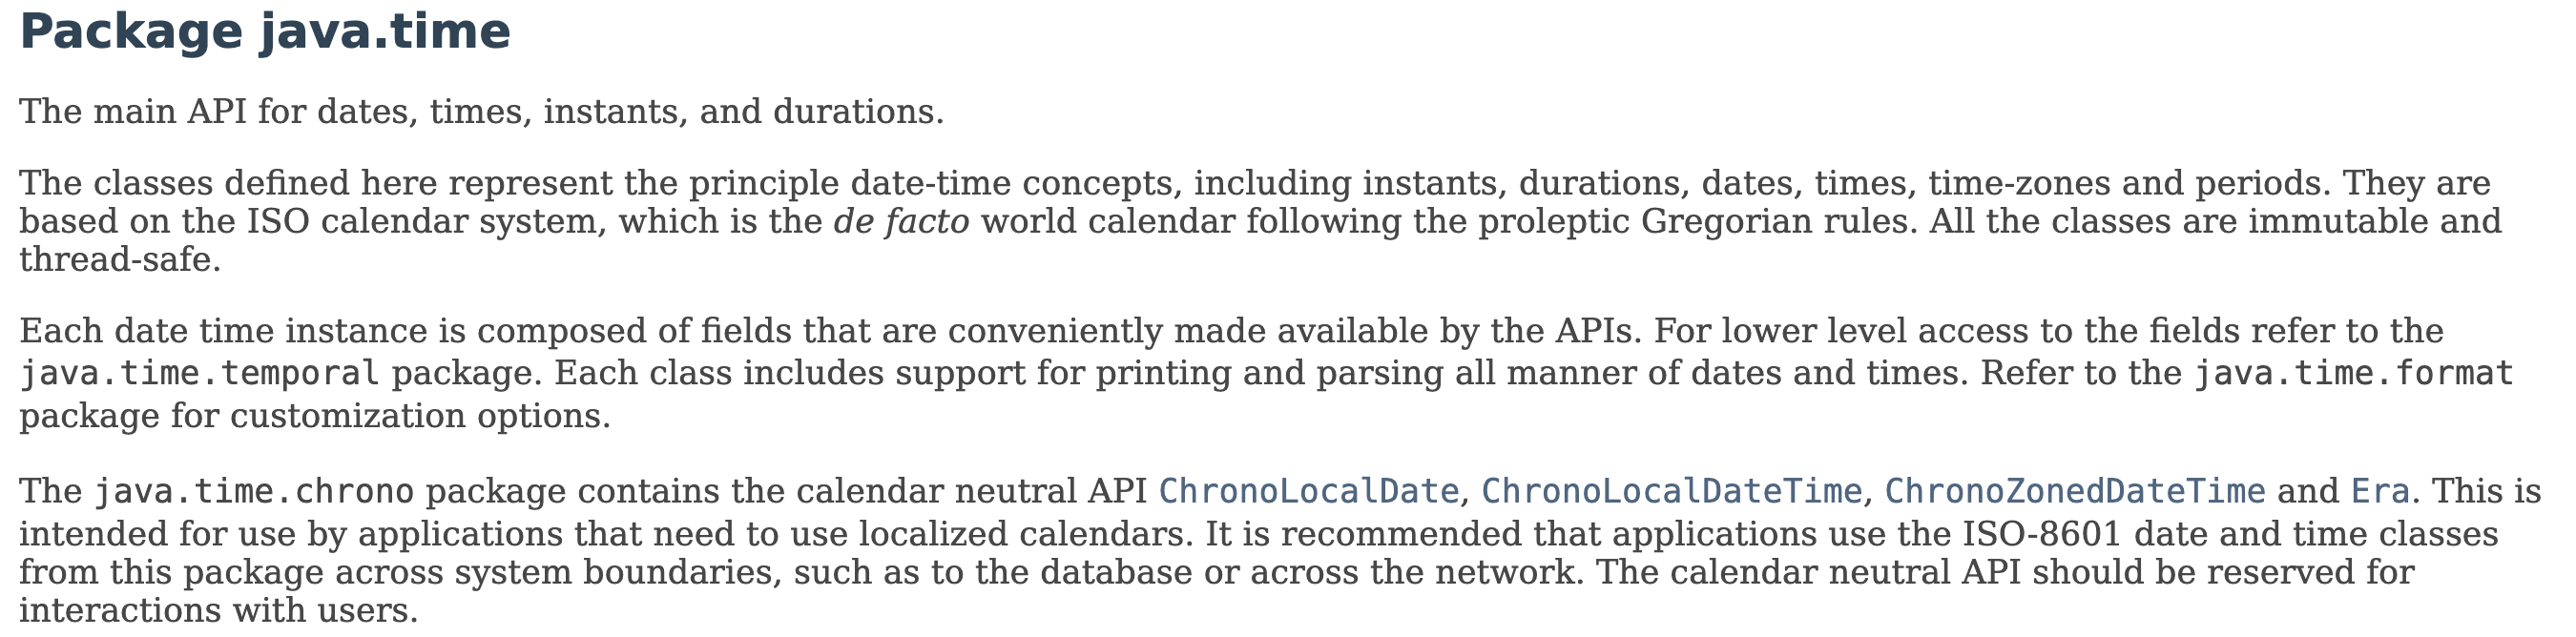 Package java.time
The main API for dates, times, instants, and durations.
The classes defined here represent the principle date-time concepts, including instants, durations, dates, times, time-zones and periods. They are
based on the ISO calendar system, which is the de facto world calendar following the proleptic Gregorian rules. All the classes are immutable and
thread-safe.
Each date time instance is composed of fields that are conveniently made available by the APIs. For lower level access to the fields refer to the
java.time.temporal package. Each class includes support for printing and parsing all manner of dates and times. Refer to the java.time.format
package for customization options.
The java.time.chrono package contains the calendar neutral API ChronoLocalDate, ChronoLocalDateTime, ChronoZonedDateTime and Era. This is
intended for use by applications that need to use localized calendars. It is recommended that applications use the ISO-8601 date and time classes
from this package across system boundaries, such as to the database or across the network. The calendar neutral API should be reserved for
interactions with users.